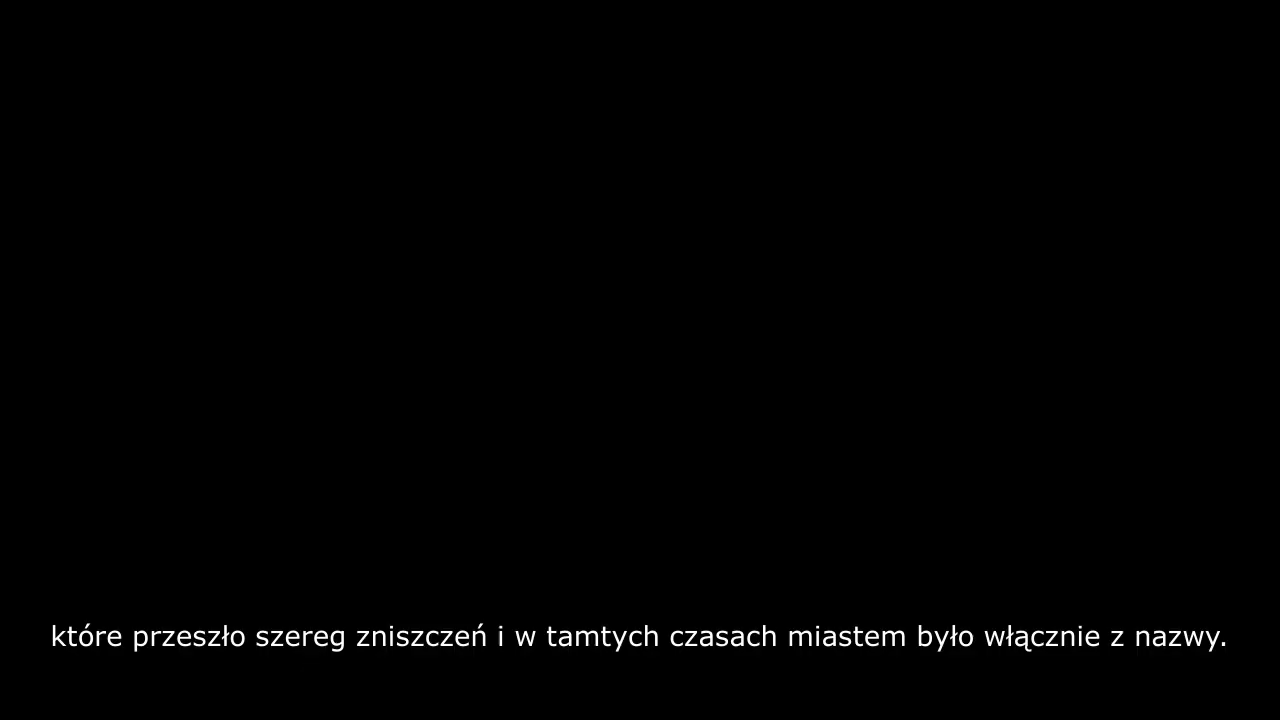 które przeszło szereg zniszczeń i w tamtych czasach miastem było włącznie z nazwy.